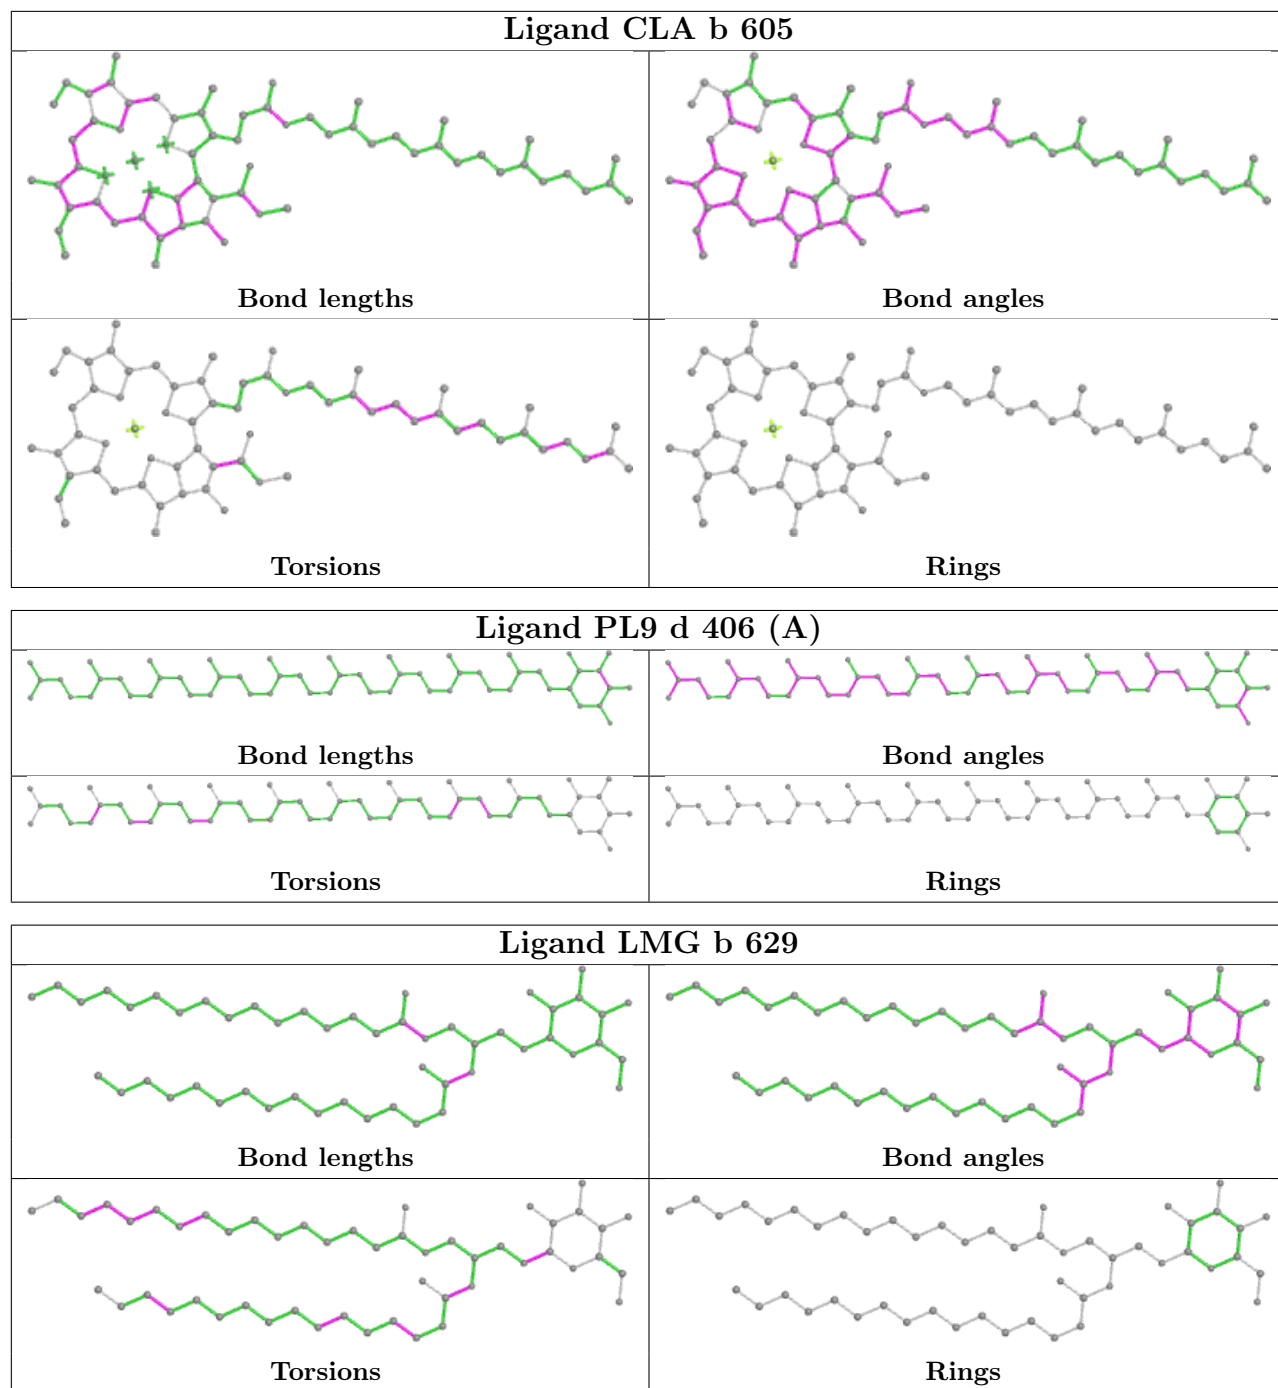 Ligand CLA b 605
Bond lengths
Bond angles
Torsions
Rings
Ligand PL9 d 406 (A)
Bond lengths
Bond angles
Torsions
Rings
Ligand LMG b 629
Bond lengths
Bond angles
Torsions
Rings